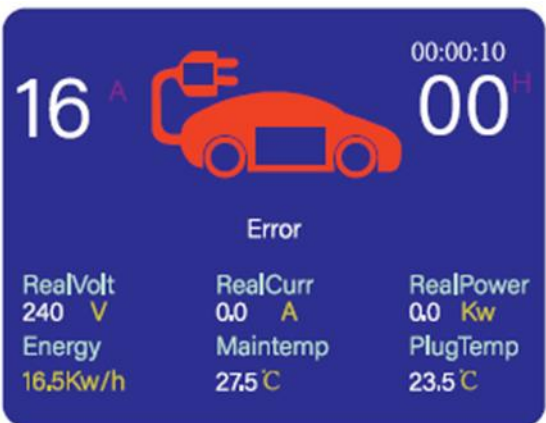 00:00:10
16 A
00 H
Error
RealVolt RealCurr RealPower
240 V 0.0 A 0.0 Kw
Energy Maintemp PlugTemp
16.5Kw/h 27.5℃ 23.5℃